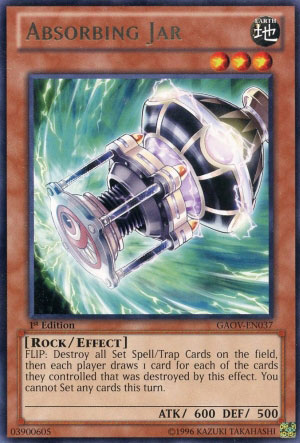 ABSORBING JAR
EARTH
地
1st Edition
GAOV-EN037
[ROCK/EFFECT]
FLIP: Destroy all Set Spell/Trap Cards on the field,
then each player draws 1 card for each of the cards
they controlled that was destroyed by this effect. You
cannot Set any cards this turn.
ATK/ 600 DEF/ 500
03900605
©1996 KAZUKI TAKAHASHI